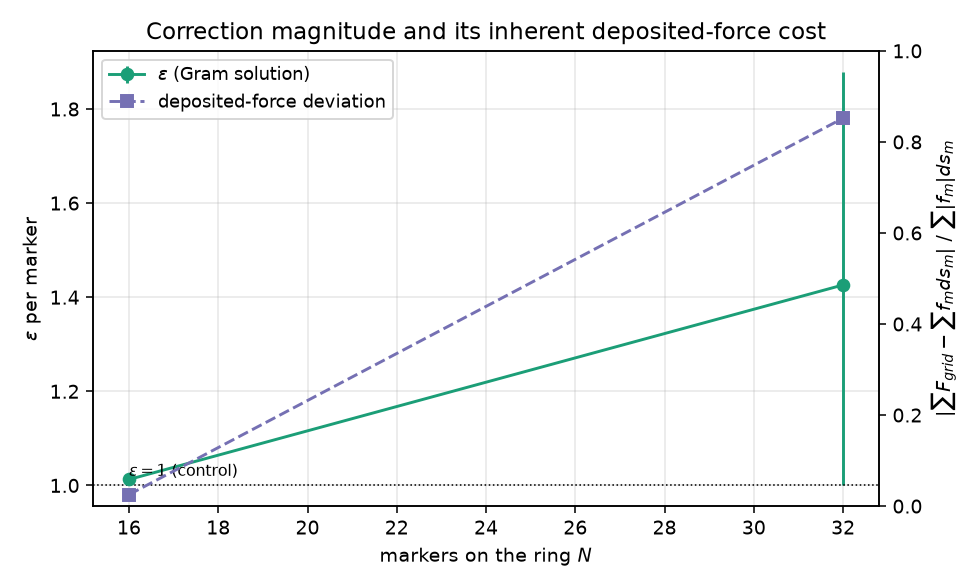 Correction magnitude and its inherent deposited-force cost
ε (Gram solution)
deposited-force deviation
1.8
1.6
1.4
1.2
1.0
ε per marker
ε = 1 (control)
1.0
0.8
0.6
0.4
0.2
0.0
|∑F_grid − ∑f_m ds_m| / ∑|f_m|ds_m
16 18 20 22 24 26 28 30 32
markers on the ring N